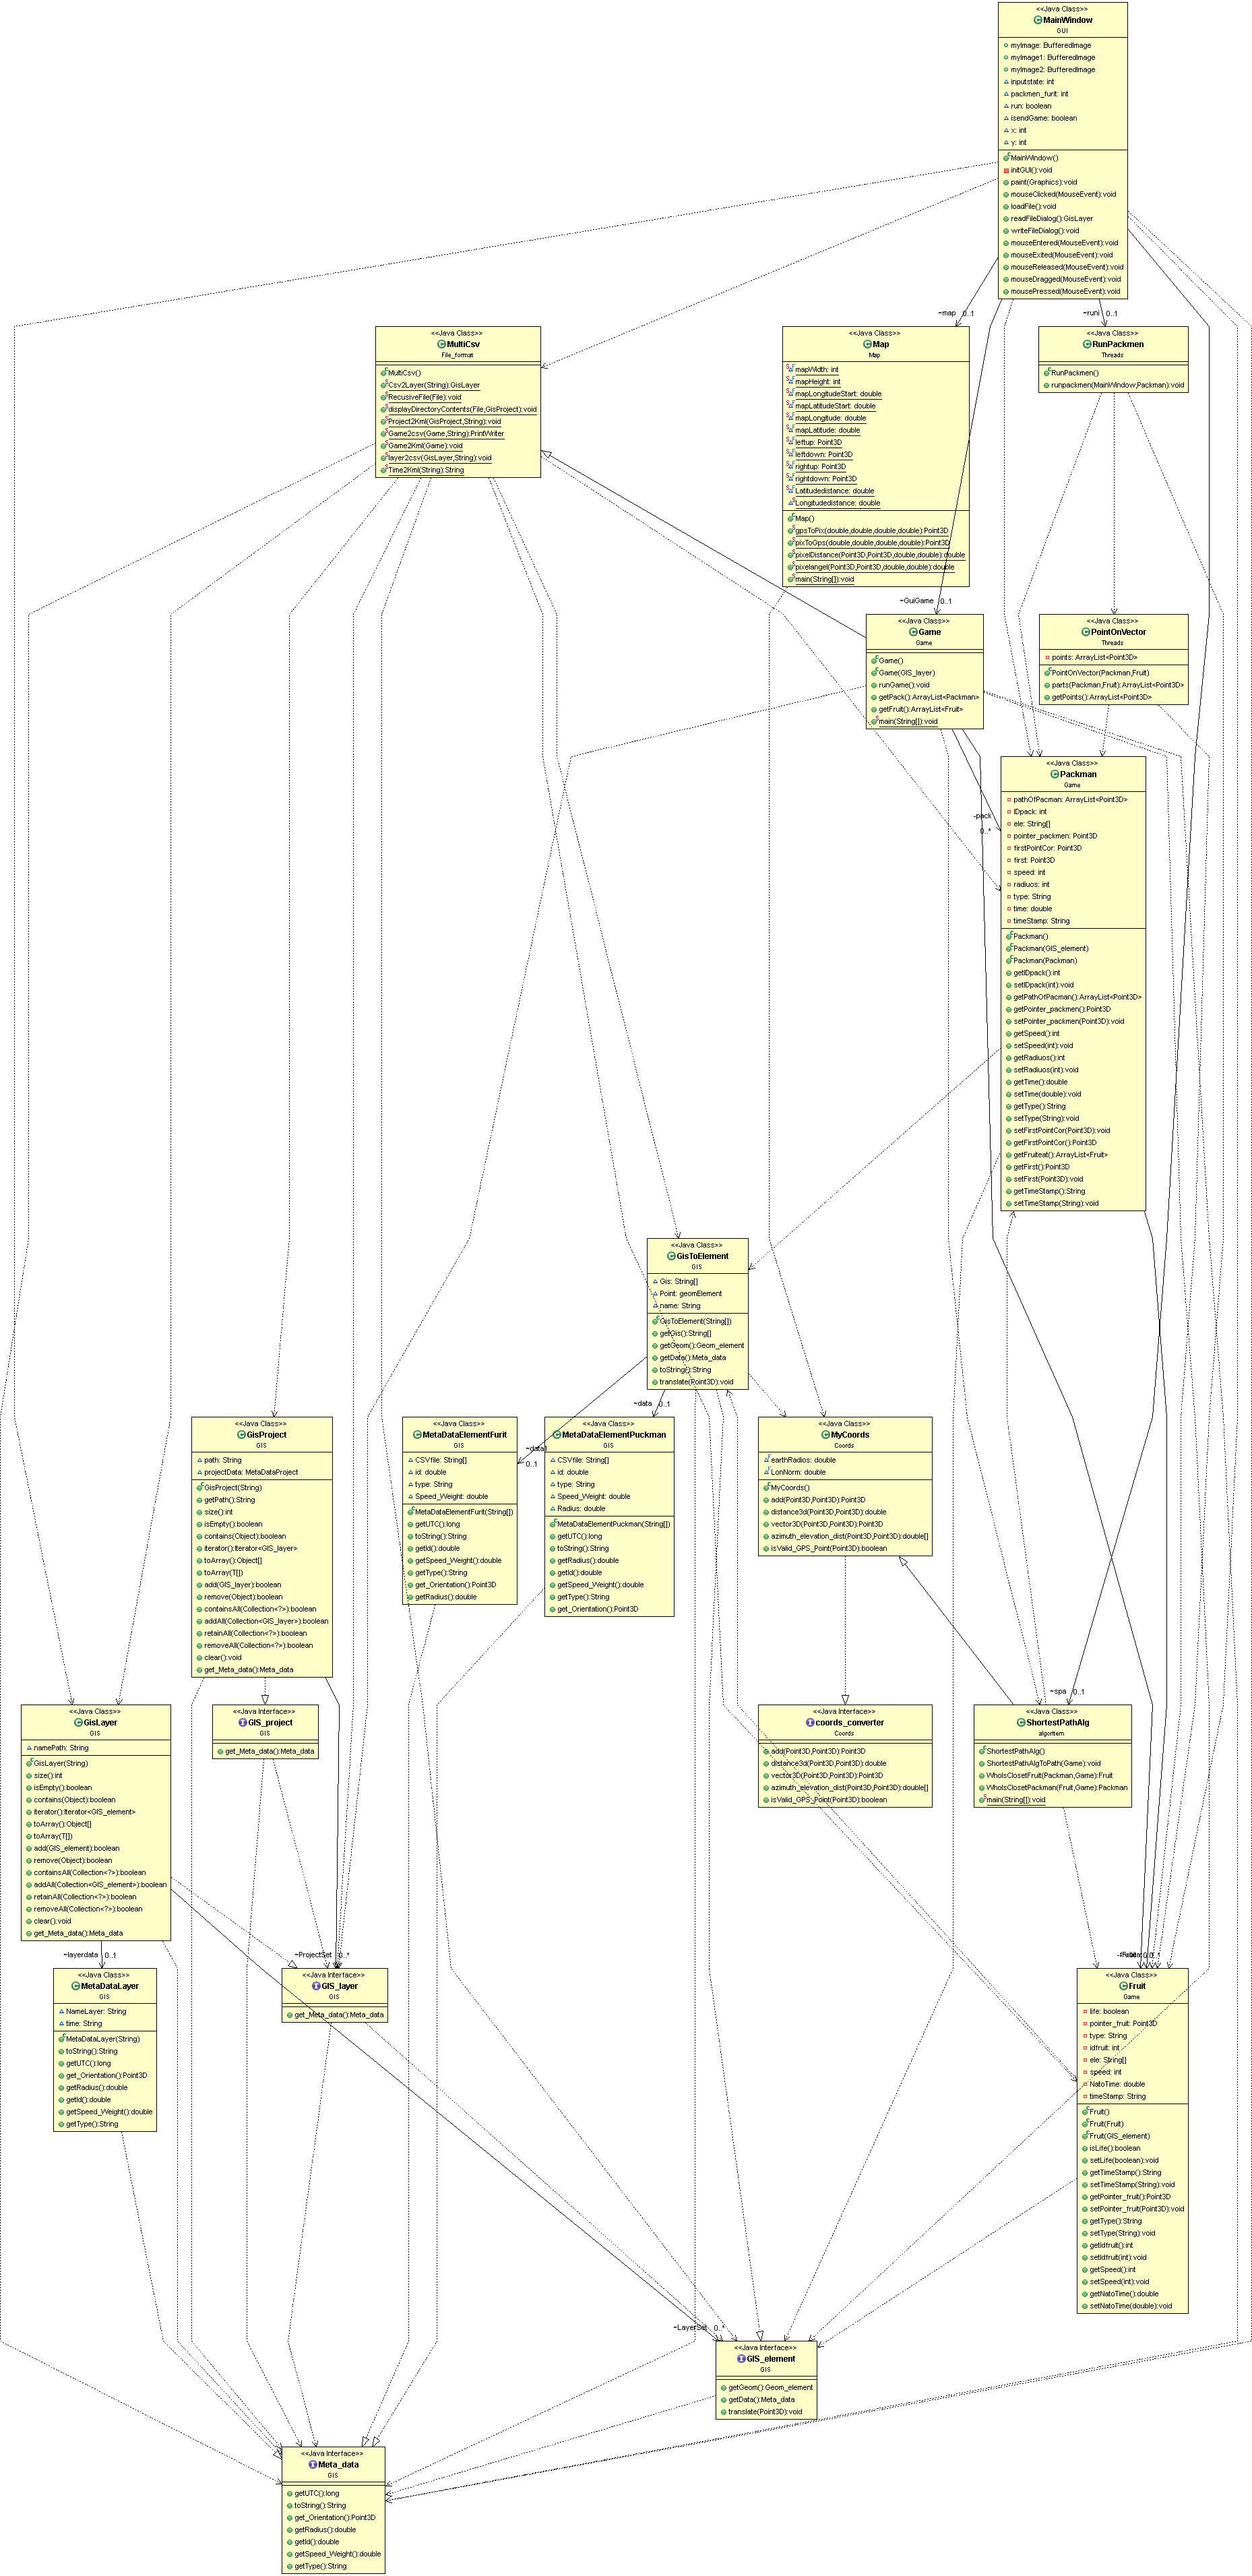 <<Java Class>>
MainWindow
GUI
myImage: BufferedImage
myImage1: BufferedImage
myImage2: BufferedImage
inputstate: int
packmen_furit: int
run: boolean
isendGame: boolean
x: int
y: int
MainWindow()
initGUI():void
paint(Graphics):void
mouseClicked(MouseEvent):void
loadFile():void
readFileDialog():GisLayer
writeFileDialog():void
mouseEntered(MouseEvent):void
mouseExited(MouseEvent):void
mouseReleased(MouseEvent):void
mouseDragged(MouseEvent):void
mousePressed(MouseEvent):void
~map 0..1
~runi 0..1
<<Java Class>>
MultiCsv
File_format
MultiCsv()
Csv2Layer(String):GisLayer
RecusiveFile(File):void
displayDirectoryContents(File,GisProject):void
Project2Kml(GisProject,String):void
Game2csv(Game,String):PrintWriter
Game2Kml(Game):void
layer2csv(GisLayer,String):void
Time2Kml(String):String
<<Java Class>>
Map
Map
mapWidth: int
mapHeight: int
mapLongitudeStart: double
mapLatitudeStart: double
mapLongitude: double
mapLatitude: double
leftup: Point3D
leftdown: Point3D
rightup: Point3D
rightdown: Point3D
Latitudedistance: double
Longitudedistance: double
Map()
gpsToPix(double,double,double,double):Point3D
pixToGps(double,double,double,double):Point3D
pixelDistance(Point3D,Point3D,double,double):double
pixelangel(Point3D,Point3D,double,double):double
main(String[]):void
<<Java Class>>
RunPackmen
Threads
RunPackmen()
runpackmen(MainWindow,Packman):void
~GuiGame 0..1
<<Java Class>>
Game
Game
Game()
Game(GIS_layer)
runGame():void
getPack():ArrayList<Packman>
getFruit():ArrayList<Fruit>
main(String[]):void
<<Java Class>>
PointOnVector
Threads
points: ArrayList<Point3D>
PointOnVector(Packman,Fruit)
parts(Packman,Fruit):ArrayList<Point3D>
getPoints():ArrayList<Point3D>
-pack
0..*
<<Java Class>>
Packman
Game
pathOfPacman: ArrayList<Point3D>
IDpack: int
ele: String[]
pointer_packmen: Point3D
firstPointCor: Point3D
first: Point3D
speed: int
radiuos: int
type: String
time: double
timeStamp: String
Packman()
Packman(GIS_element)
Packman(Packman)
getIDpack():int
setIDpack(int):void
getPathOfPacman():ArrayList<Point3D>
getPointer_packmen():Point3D
setPointer_packmen(Point3D):void
getSpeed():int
setSpeed(int):void
getRadiuos():int
setRadiuos(int):void
getTime():double
setTime(double):void
getType():String
setType(String):void
setFirstPointCor(Point3D):void
getFirstPointCor():Point3D
getFruiteat():ArrayList<Fruit>
getFirst():Point3D
setFirst(Point3D):void
getTimeStamp():String
setTimeStamp(String):void
<<Java Class>>
GisToElement
GIS
Gis: String[]
Point: geomElement
name: String
GisToElement(String[])
getGis():String[]
getGeom():Geom_element
getData():Meta_data
toString():String
translate(Point3D):void
~data 0..1
~data1
0..1
<<Java Class>>
GisProject
GIS
path: String
projectData: MetaDataProject
GisProject(String)
getPath():String
size():int
isEmpty():boolean
contains(Object):boolean
iterator():Iterator<GIS_layer>
toArray():Object[]
toArray(T[])
add(GIS_layer):boolean
remove(Object):boolean
containsAll(Collection<?>):boolean
addAll(Collection<GIS_layer>):boolean
retainAll(Collection<?>):boolean
removeAll(Collection<?>):boolean
clear():void
get_Meta_data():Meta_data
<<Java Class>>
MetaDataElementFurit
GIS
CSVfile: String[]
id: double
type: String
Speed_Weight: double
MetaDataElementFurit(String[])
getUTC():long
toString():String
getId():double
getSpeed_Weight():double
getType():String
get_Orientation():Point3D
getRadius():double
<<Java Class>>
MetaDataElementPuckman
GIS
CSVfile: String[]
id: double
type: String
Speed_Weight: double
Radius: double
MetaDataElementPuckman(String[])
getUTC():long
toString():String
getRadius():double
getId():double
getSpeed_Weight():double
getType():String
get_Orientation():Point3D
<<Java Class>>
MyCoords
Coords
earthRadios: double
LonNorm: double
MyCoords()
add(Point3D,Point3D):Point3D
distance3d(Point3D,Point3D):double
vector3D(Point3D,Point3D):Point3D
azimuth_elevation_dist(Point3D,Point3D):double[]
isValid_GPS_Point(Point3D):boolean
~spa 0..1
<<Java Class>>
GisLayer
GIS
namePath: String
GisLayer(String)
size():int
isEmpty():boolean
contains(Object):boolean
iterator():Iterator<GIS_element>
toArray():Object[]
toArray(T[])
add(GIS_element):boolean
remove(Object):boolean
containsAll(Collection<?>):boolean
addAll(Collection<GIS_element>):boolean
retainAll(Collection<?>):boolean
removeAll(Collection<?>):boolean
clear():void
get_Meta_data():Meta_data
<<Java Interface>>
GIS_project
GIS
get_Meta_data():Meta_data
<<Java Interface>>
coords_converter
Coords
add(Point3D,Point3D):Point3D
distance3d(Point3D,Point3D):double
vector3D(Point3D,Point3D):Point3D
azimuth_elevation_dist(Point3D,Point3D):double[]
isValid_GPS_Point(Point3D):boolean
<<Java Class>>
ShortestPathAlg
algoritem
ShortestPathAlg()
ShortestPathAlgToPath(Game):void
WhoIsClosetFruit(Packman,Game):Fruit
WhoIsClosetPackman(Fruit,Game):Packman
main(String[]):void
~layerdata 0..1
~ProjectSet 0..*
<<Java Class>>
MetaDataLayer
GIS
NameLayer: String
time: String
MetaDataLayer(String)
toString():String
getUTC():long
get_Orientation():Point3D
getRadius():double
getId():double
getSpeed_Weight():double
getType():String
<<Java Interface>>
GIS_layer
GIS
get_Meta_data():Meta_data
<<Java Class>>
Fruit
Game
life: boolean
pointer_fruit: Point3D
type: String
idfruit: int
ele: String[]
speed: int
NatoTime: double
timeStamp: String
Fruit()
Fruit(Fruit)
Fruit(GIS_element)
isLife():boolean
setLife(boolean):void
getTimeStamp():String
setTimeStamp(String):void
getPointer_fruit():Point3D
setPointer_fruit(Point3D):void
getType():String
setType(String):void
getIdfruit():int
setIdfruit(int):void
getSpeed():int
setSpeed(int):void
getNatoTime():double
setNatoTime(double):void
~LayerSet 0..*
<<Java Interface>>
GIS_element
GIS
getGeom():Geom_element
getData():Meta_data
translate(Point3D):void
<<Java Interface>>
Meta_data
GIS
getUTC():long
toString():String
get_Orientation():Point3D
getRadius():double
getId():double
getSpeed_Weight():double
getType():String